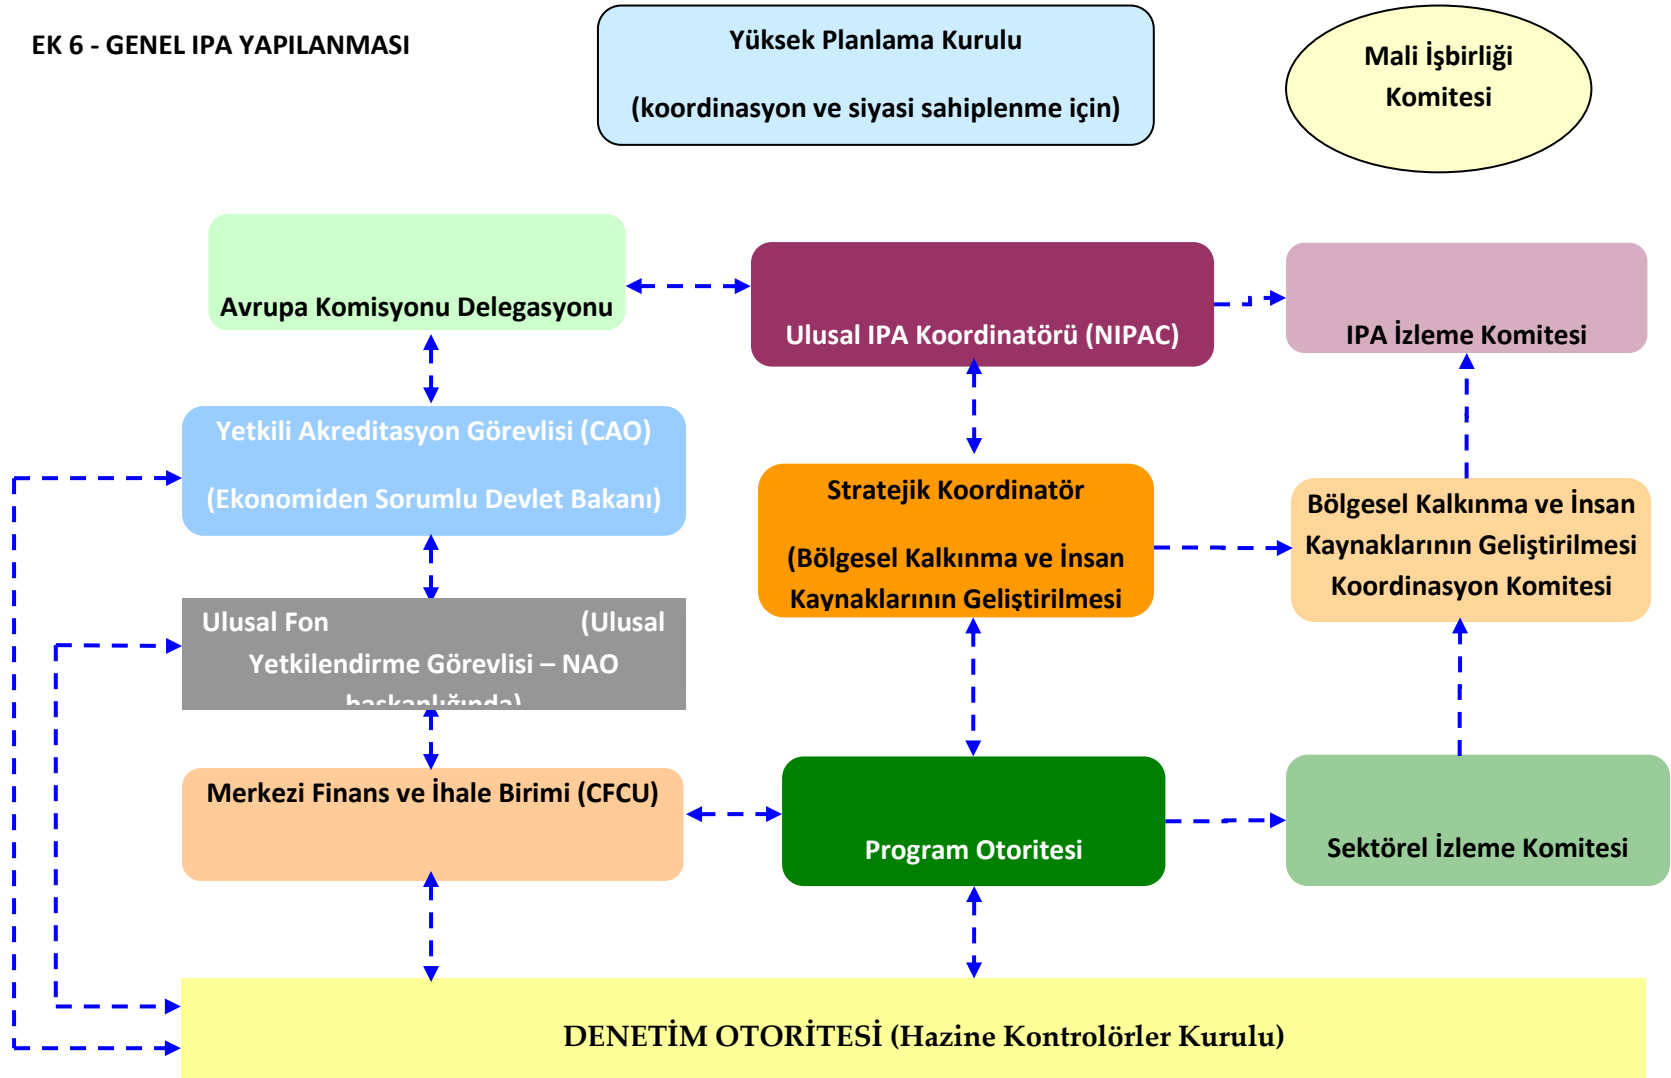 EK 6 - GENEL IPA YAPILANMASI
Yüksek Planlama Kurulu
(koordinasyon ve siyasi sahiplenme için)
Mali İşbirliği
Komitesi
Avrupa Komisyonu Delegasyonu
Ulusal IPA Koordinatörü (NIPAC)
IPA İzleme Komitesi
Yetkili Akreditasyon Görevlisi (CAO)
(Ekonomiden Sorumlu Devlet Bakanı)
Stratejik Koordinatör
(Bölgesel Kalkınma ve İnsan
Kaynaklarının Geliştirilmesi
Bölgesel Kalkınma ve İnsan
Kaynaklarının Geliştirilmesi
Koordinasyon Komitesi
Ulusal Fon (Ulusal
Yetkilendirme Görevlisi – NAO
başkanlığında)
Merkezi Finans ve İhale Birimi (CFCU)
Program Otoritesi
Sektörel İzleme Komitesi
DENETİM OTORİTESİ (Hazine Kontrolörler Kurulu)